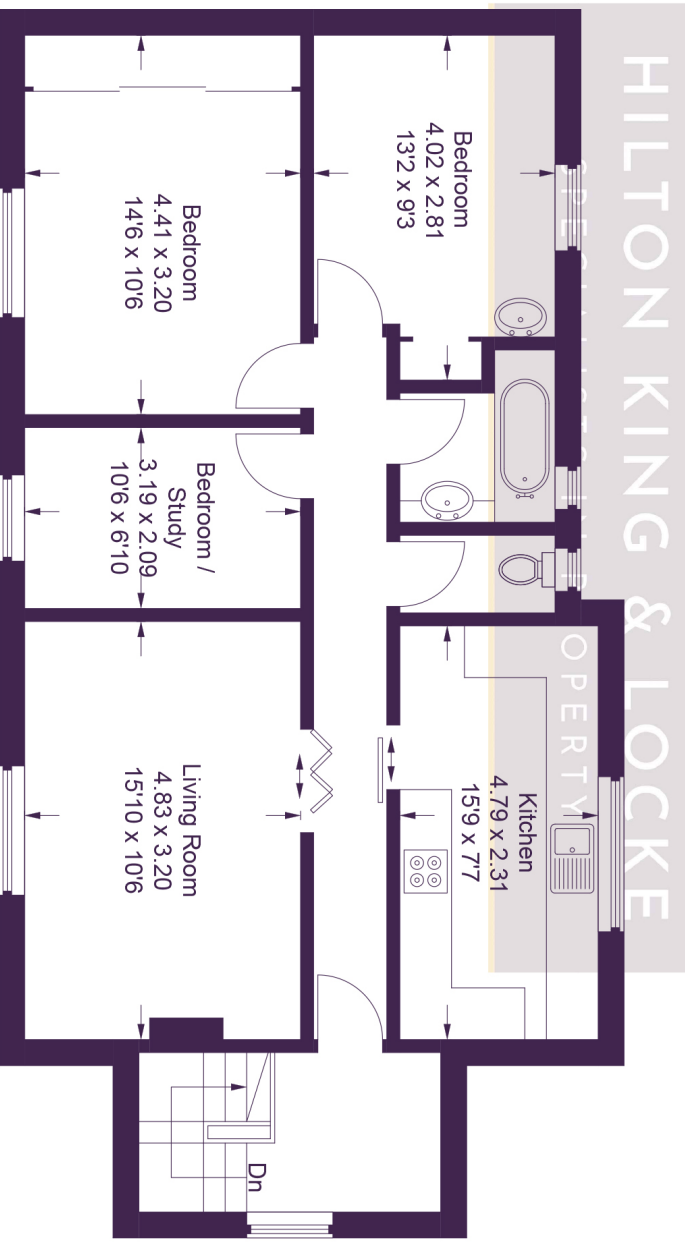 HILTON KING & LOCKE
SPECIALISTS IN PROPERTY
Bedroom
4.02 x 2.81
13'2 x 9'3
Kitchen
4.79 x 2.31
15'9 x 7'7
Bedroom
4.41 x 3.20
14'6 x 10'6
Bedroom /
Study
3.19 x 2.09
10'6 x 6'10
Living Room
4.83 x 3.20
15'10 x 10'6
Dn